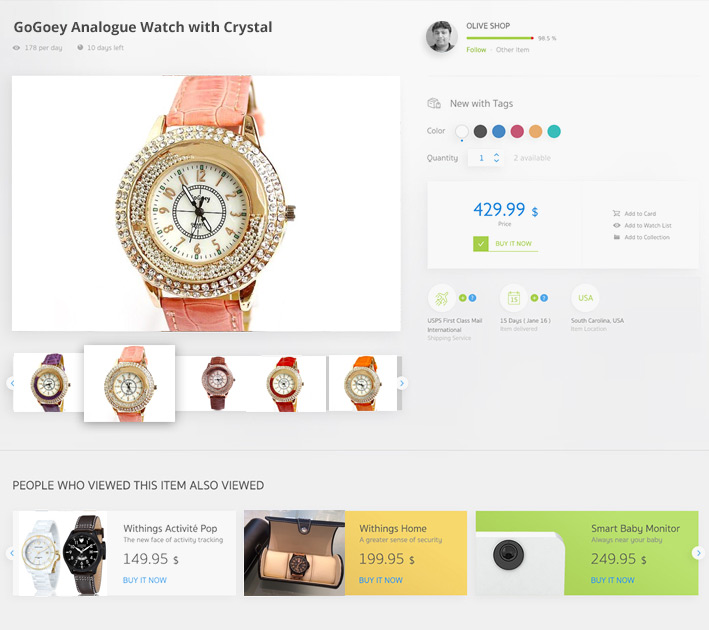 GoGoey Analogue Watch with Crystal
178 per day
10 days left
OLIVE SHOP
98.5 %
Follow
Other Item
New with Tags
Color
Quantity
1
2 available
429.99 $
Price
BUY IT NOW
Add to Card
Add to Watch List
Add to Collection
15
USA
USPS First Class Mail
International
Shipping Service
15 Days ( Jane 16 )
Item delivered
South Carolina, USA
Item Location
PEOPLE WHO VIEWED THIS ITEM ALSO VIEWED
Withings Activité Pop
The new face of activity tracking
149.95 $
BUY IT NOW
Withings Home
A greater sense of security
199.95 $
BUY IT NOW
Smart Baby Monitor
Always near your baby
249.95 $
BUY IT NOW